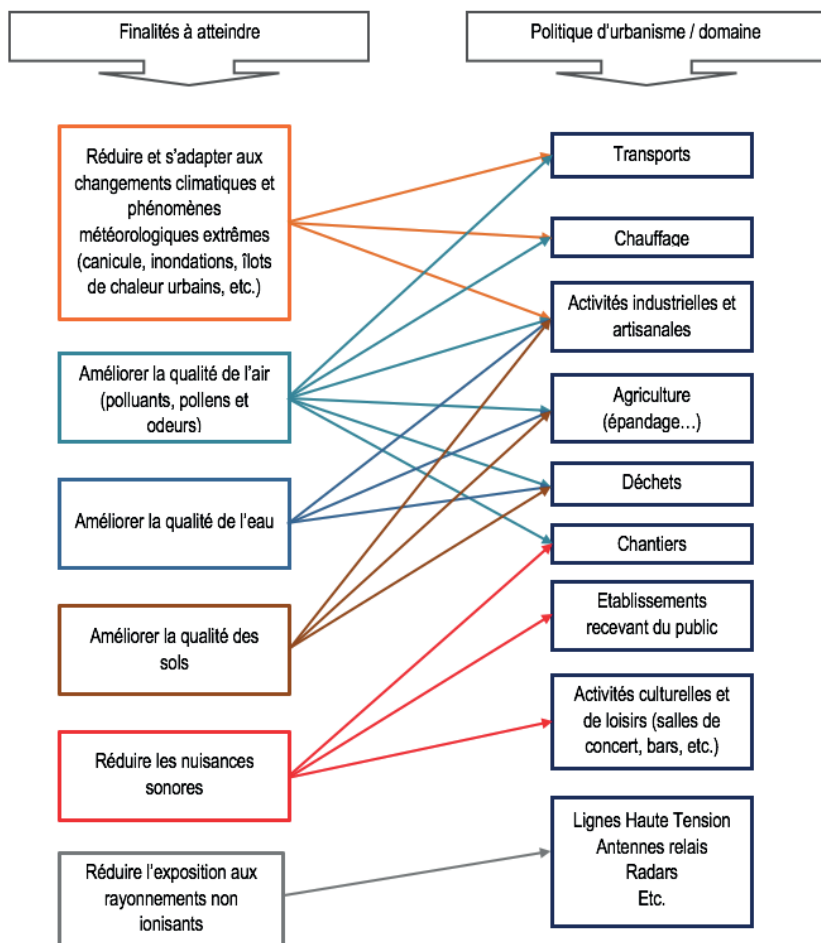 Finalités à atteindre
Politique d'urbanisme / domaine
Réduire et s'adapter aux
changements climatiques et
phénomènes
météorologiques extrêmes
(canicule, inondations, îlots
de chaleur urbains, etc.)
Améliorer la qualité de l'air
(polluants, pollens et
odeurs)
Améliorer la qualité de l'eau
Améliorer la qualité des
sols
Réduire les nuisances
sonores
Réduire l'exposition aux
rayonnements non
ionisants
Transports
Chauffage
Activités industrielles et
artisanales
Agriculture
(épandage…)
Déchets
Chantiers
Etablissements
recevant du public
Activités culturelles et
de loisirs (salles de
concert, bars, etc.)
Lignes Haute Tension
Antennes relais
Radars
Etc.